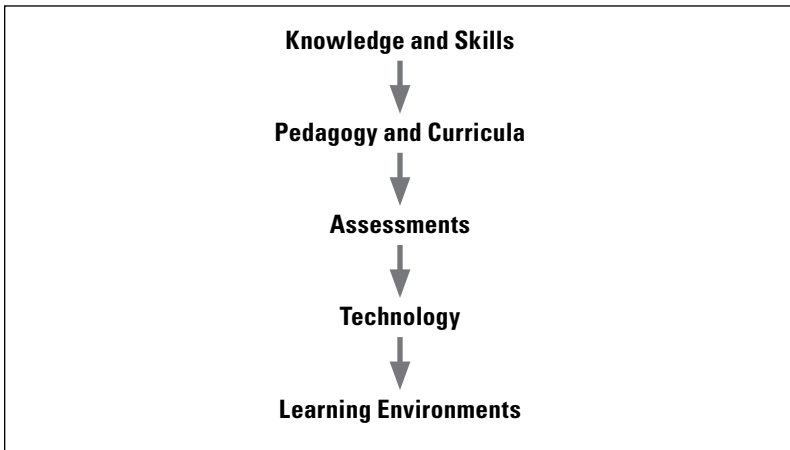 Knowledge and Skills
Pedagogy and Curricula
Assessments
Technology
Learning Environments